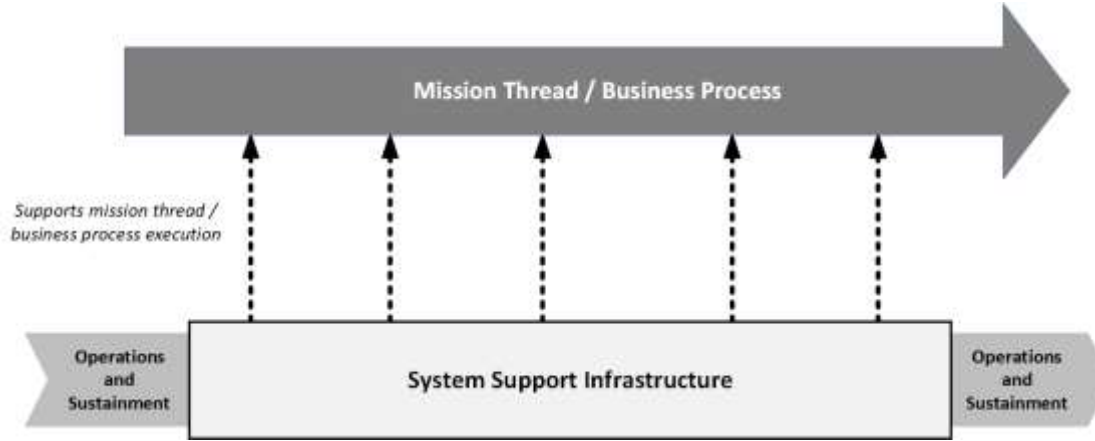 Mission Thread / Business Process
Supports mission thread /
business process execution
Operations
and
Sustainment
System Support Infrastructure
Operations
and
Sustainment